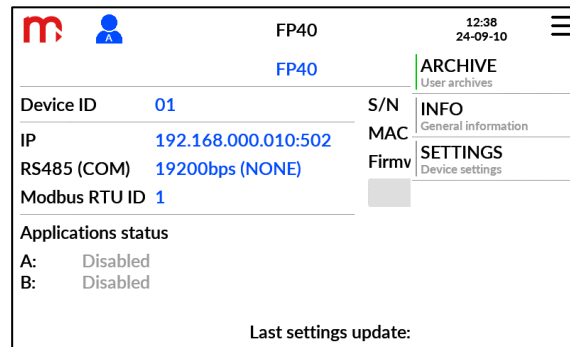 m
A
FP40
12:38
24-09-10
FP40
ARCHIVE
User archives
INFO
General information
SETTINGS
Device settings
Device ID 01
S/N
IP 192.168.000.010:502
MAC
RS485 (COM) 19200bps (NONE)
Firmw
Modbus RTU ID 1
Applications status
A: Disabled
B: Disabled
Last settings update: